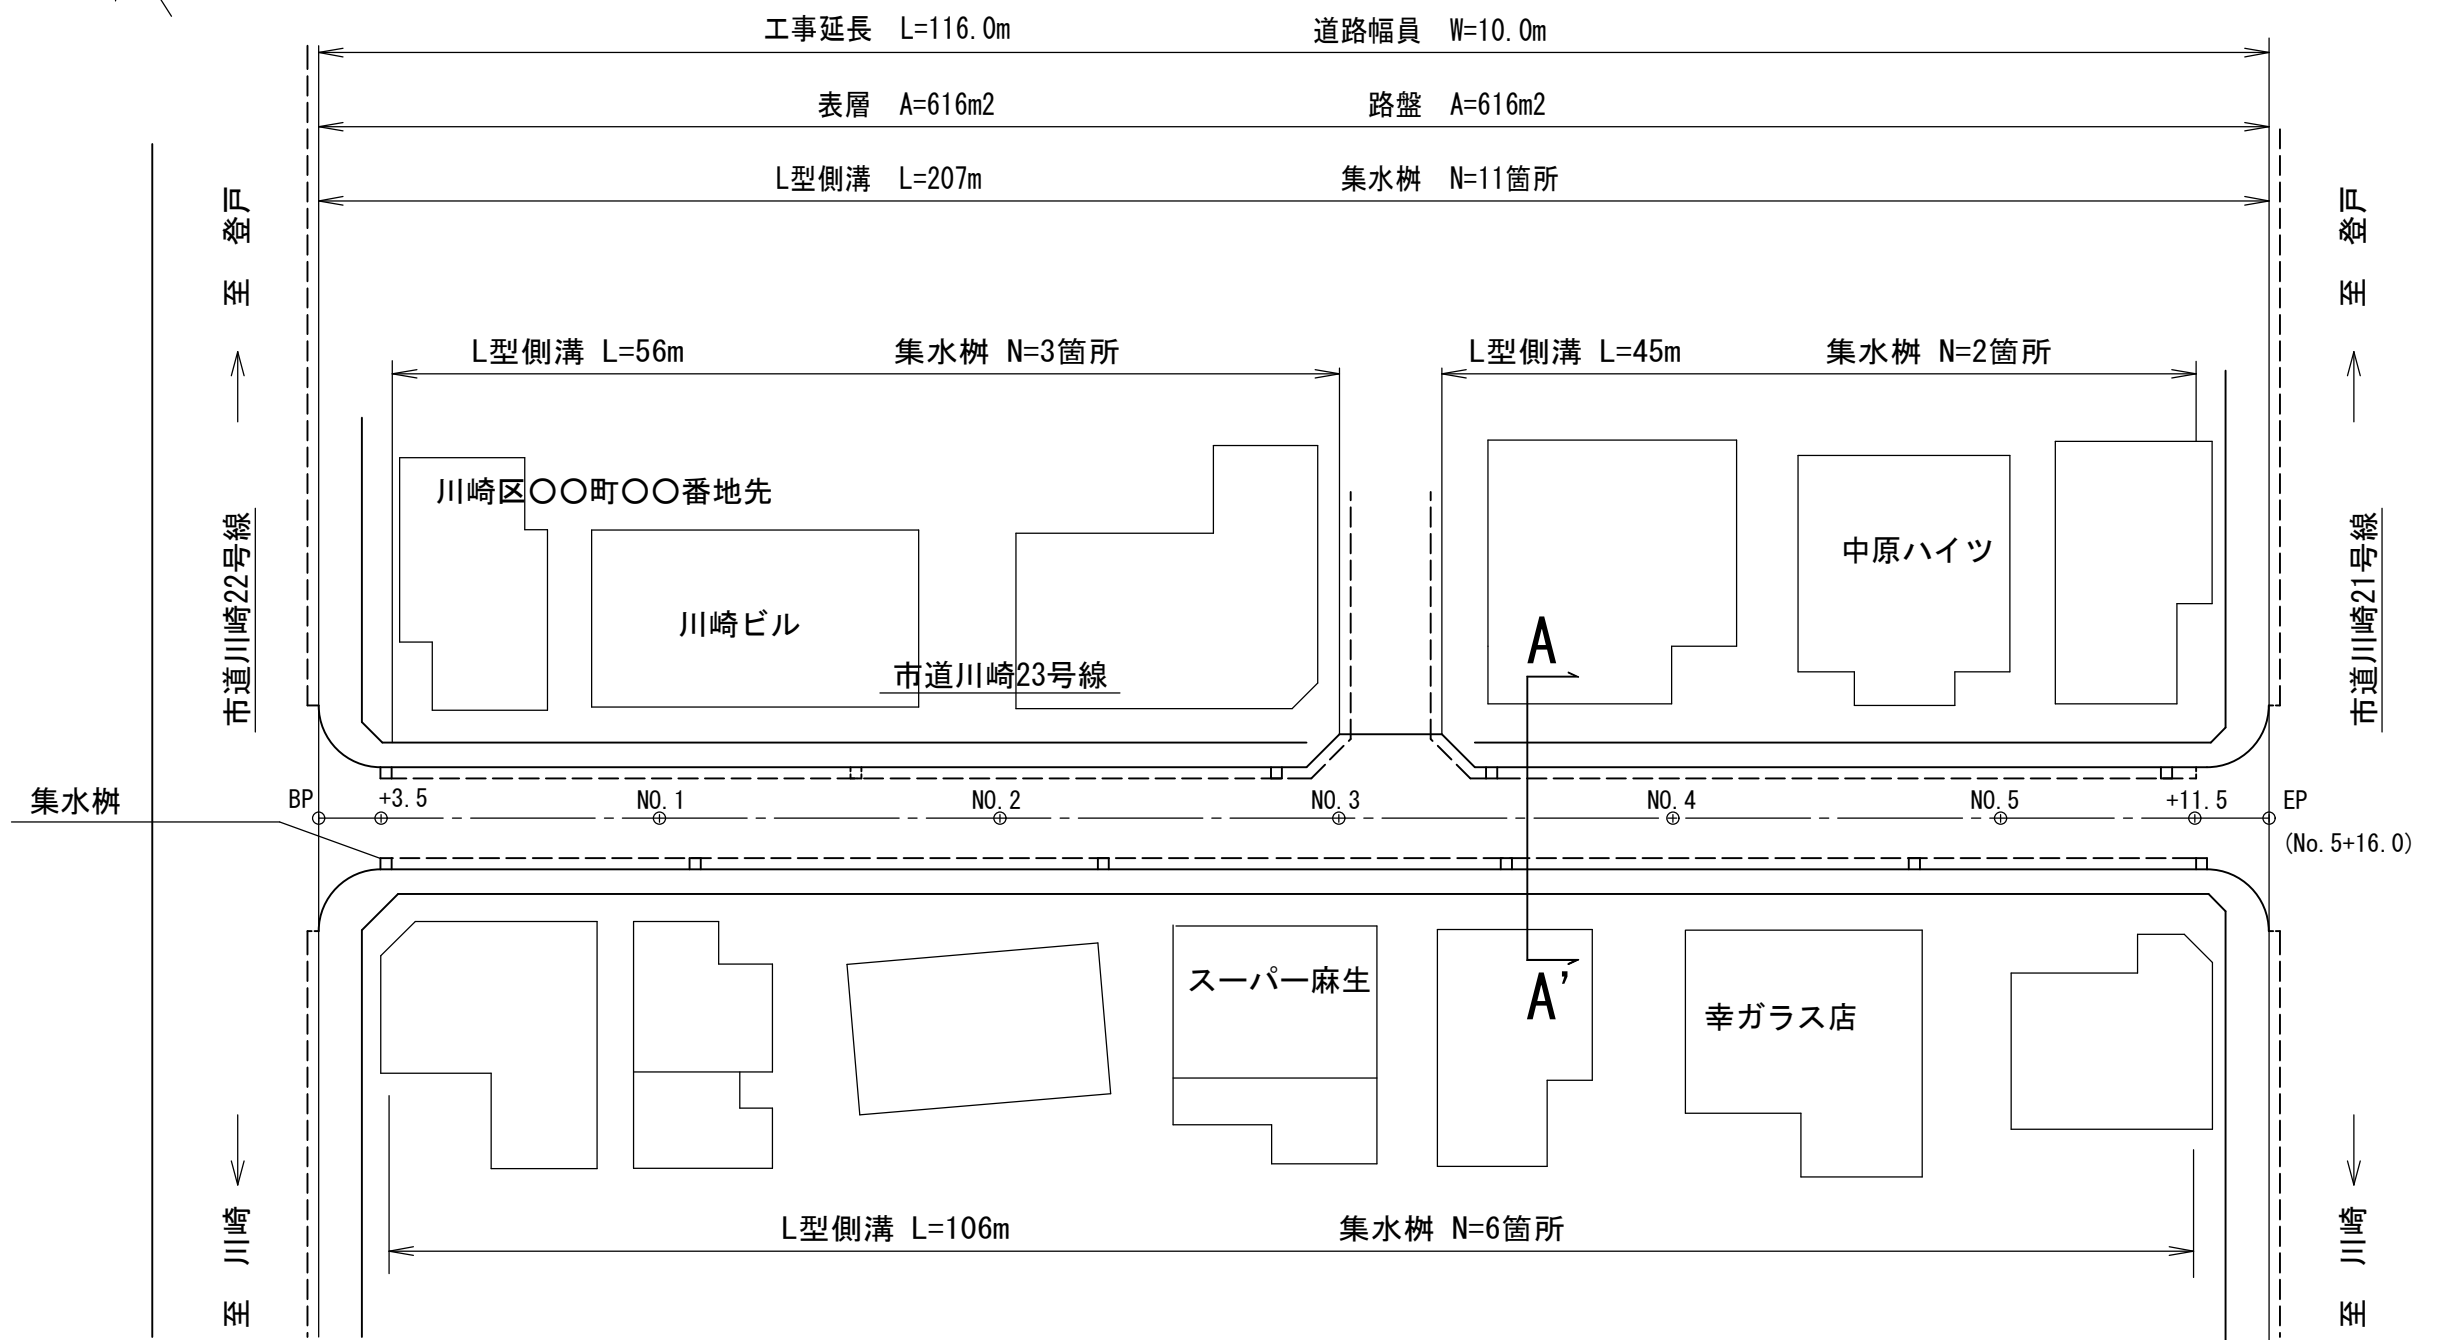 工事延長 L=116.0m 道路幅員 W=10.0m
表層 A=616m2 路盤 A=616m2
L型側溝 L=207m 集水桝 N=11箇所
至 登戸
至 登戸
L型側溝 L=56m 集水桝 N=3箇所
L型側溝 L=45m 集水桝 N=2箇所
川崎区〇〇町〇〇番地先
中原ハイツ
市道川崎22号線
市道川崎21号線
川崎ビル
A
市道川崎23号線
集水桝
BP +3.5 NO.1 NO.2 NO.3 NO.4 NO.5 +11.5 EP
(No.5+16.0)
スーパー麻生
A’
幸ガラス店
L型側溝 L=106m 集水桝 N=6箇所
至 川崎
至 川崎